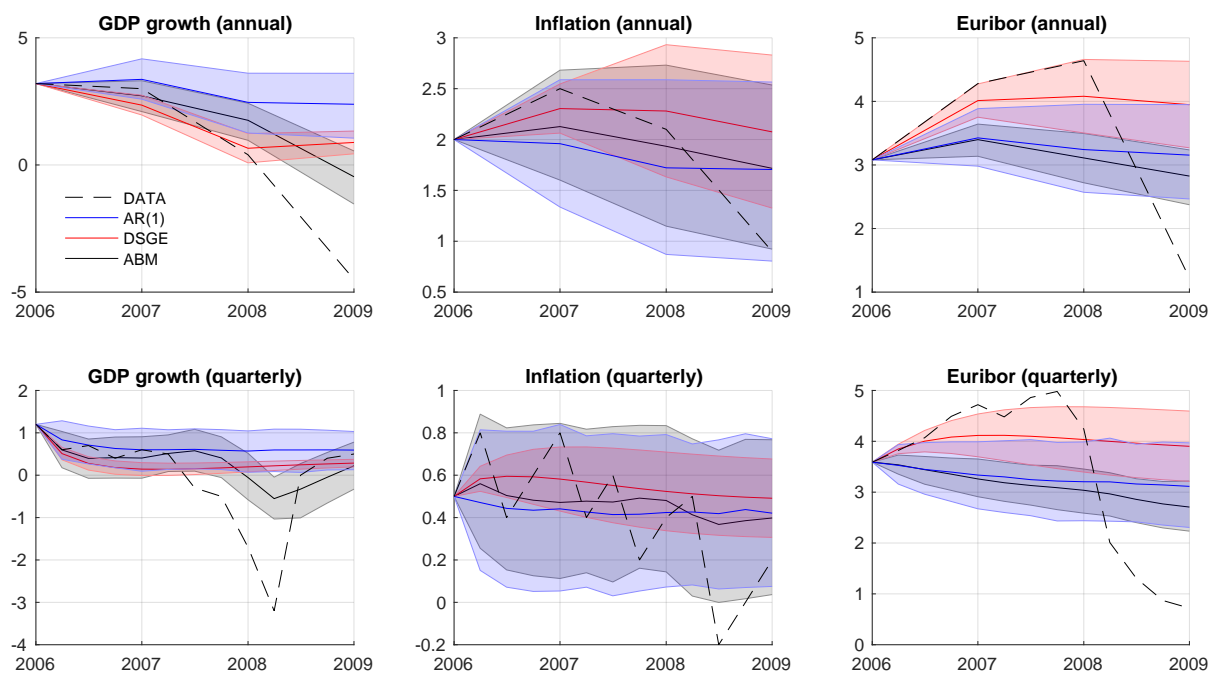 GDP growth (annual)
5
0
-5
2006 2007 2008 2009
DATA
AR(1)
DSGE
ABM
Inflation (annual)
3
2.5
2
1.5
1
0.5
2006 2007 2008 2009
Euribor (annual)
5
4
3
2
1
2006 2007 2008 2009
GDP growth (quarterly)
2
1
0
-1
-2
-3
-4
2006 2007 2008 2009
Inflation (quarterly)
1
0.8
0.6
0.4
0.2
0
-0.2
2006 2007 2008 2009
Euribor (quarterly)
5
4
3
2
1
0
2006 2007 2008 2009